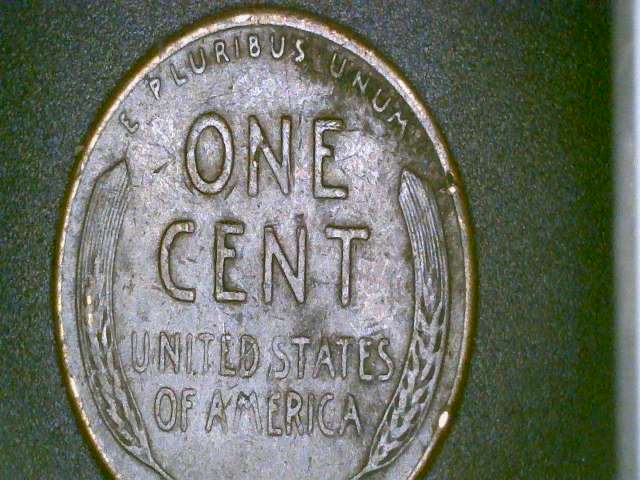 E PLURIBUS UNUM
ONE
CENT
UNITED STATES
OF AMERICA